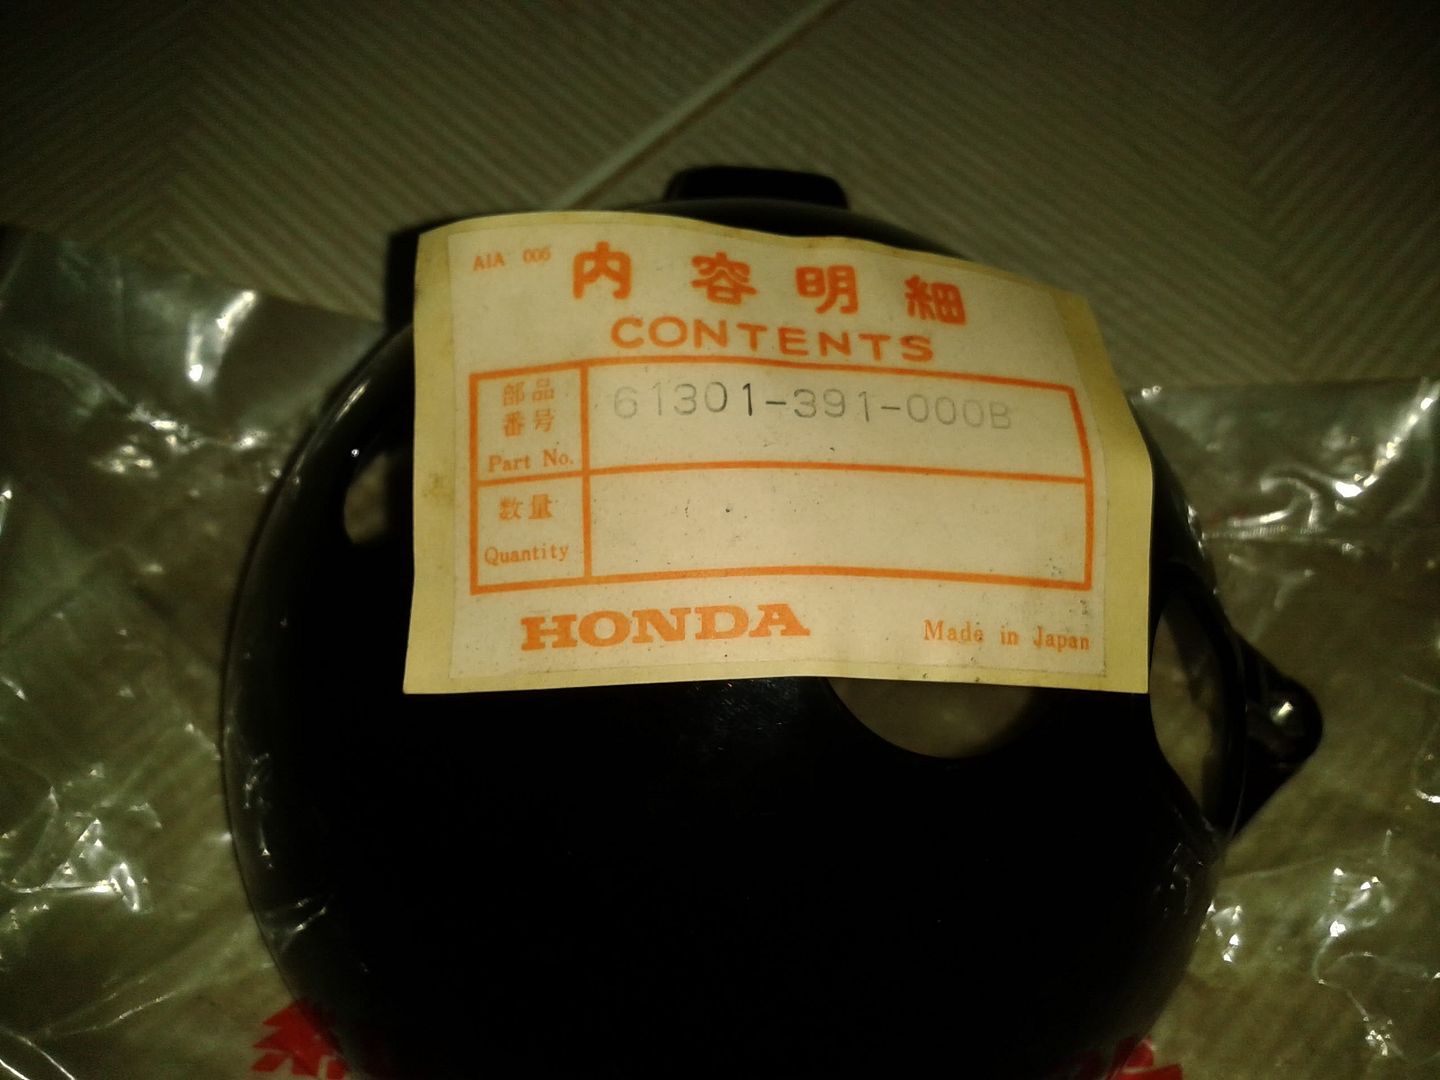 AIA 006
内容明細
CONTENTS
部品
番号
Part No.
61301-391-000B
数量
Quantity
HONDA
Made in Japan